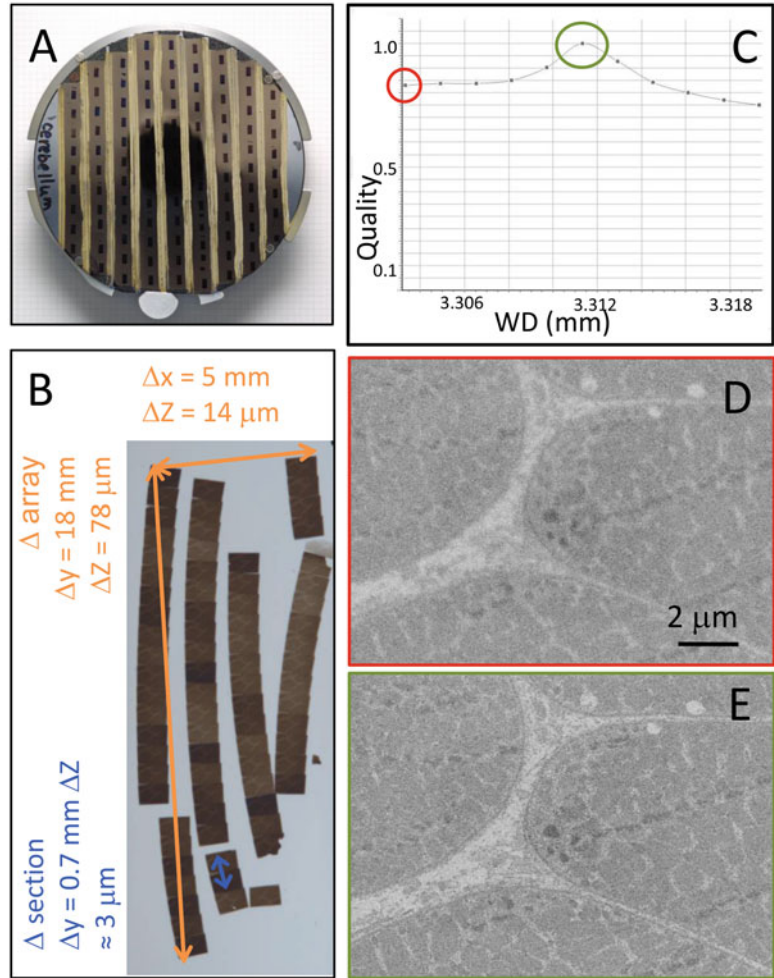 A
cerebellum
C
1.0
0.5
0.1
Quality
3.306
3.312
3.318
WD (mm)
B
Δx = 5 mm
ΔZ = 14 μm
Δ array
Δy = 18 mm
ΔZ = 78 μm
Δ section
Δy = 0.7 mm ΔZ
≈ 3 μm
D
2 μm
E